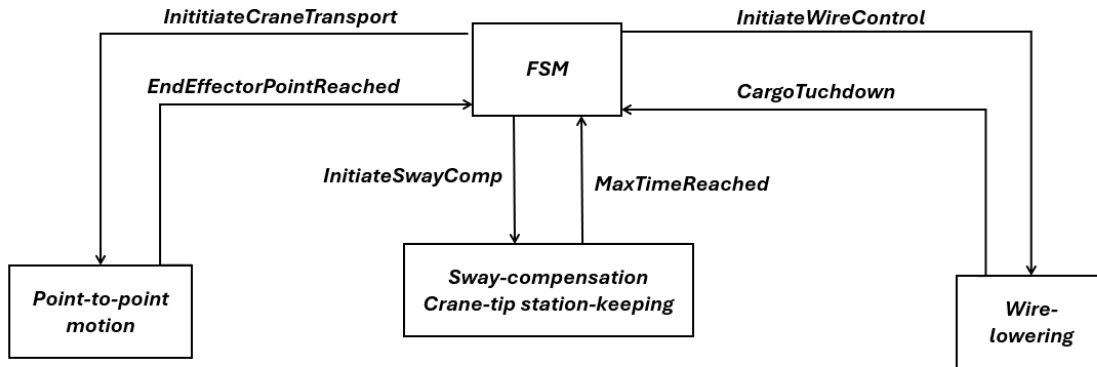 InititiateCraneTransport
InitiateWireControl
FSM
EndEffectorPointReached
CargoTuchdown
InitiateSwayComp
MaxTimeReached
Point-to-point
motion
Sway-compensation
Crane-tip station-keeping
Wire-
lowering